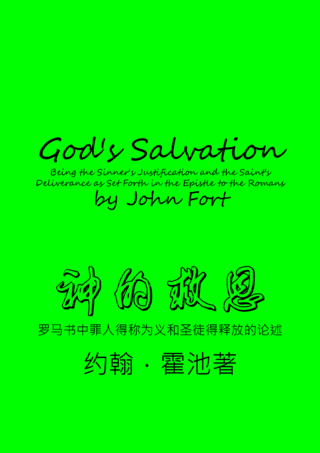 God's Salvation
Being the Sinner's Justification and the Saint's
Deliverance as Set Forth in the Epistle to the Romans
by John Fort
神的救恩
罗马书中罪人得称为义和圣徒得释放的论述
约翰·霍池著